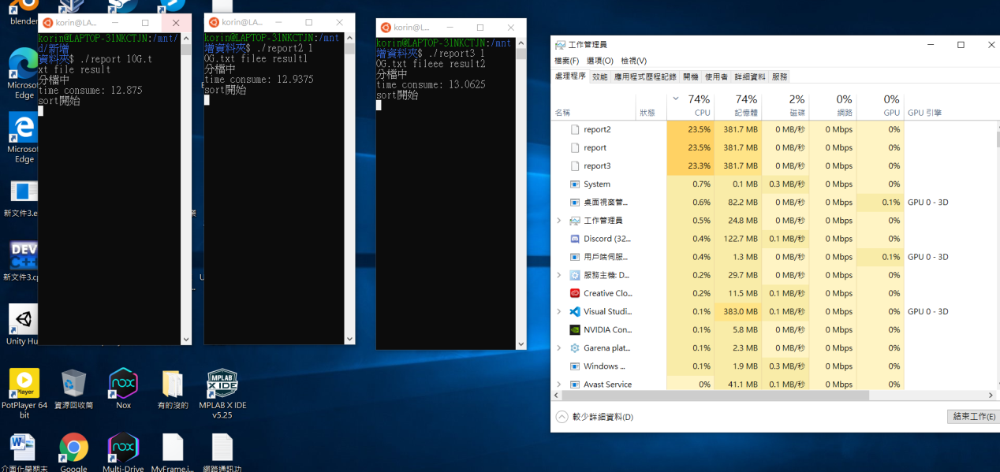 blender
korin@LA...
korin@LAPTOP-31NKCTJN:/mnt/
d/新增
資料夾$ ./report 10G.t
xt file result
分檔中
time consume: 12.875
sort開始
korin@LA...
korin@LAPTOP-31NKCTJN:/mnt
增資料夾$ ./report2 1
0G.txt filee result1
分檔中
time consume: 12.9375
sort開始
korin@L...
korin@LAPTOP-31NKCTJN:/mnt
增資料夾$ ./report3 1
0G.txt fileee result2
分檔中
time consume: 13.0625
sort開始
Microsof
Edge
Microsof
Edge
新文件3.e
DEV
C++
新文件3.cp
Unity Hu
Player
PotPlayer 64
bit
資源回收筒
nox
Nox
有的沒的
MPLAB
X IDE
MPLAB X IDE
v5.25
介面化學期末
Google
nox
Multi-Drive
MyFrame.i...
網路通訊功
工作管理員
檔案(F) 選項(O) 檢視(V)
處理程序 效能 應用程式歷程記錄 開機 使用者 詳細資料 服務
74% 74% 2% 0% 0%
名稱 狀態 CPU 記憶體 磁碟 網路 GPU GPU 引擎
report2 23.5% 381.7 MB 0 MB/秒 0 Mbps 0%
report 23.5% 381.7 MB 0 MB/秒 0 Mbps 0%
report3 23.3% 381.7 MB 0 MB/秒 0 Mbps 0%
System 0.7% 0.1 MB 0.3 MB/秒 0 Mbps 0%
桌面視窗管... 0.6% 82.2 MB 0 MB/秒 0 Mbps 0.1% GPU 0 - 3D
工作管理員 0.5% 24.8 MB 0 MB/秒 0 Mbps 0%
Discord (32... 0.4% 122.7 MB 0.1 MB/秒 0 Mbps 0%
用戶端伺服... 0.4% 1.3 MB 0 MB/秒 0 Mbps 0.1% GPU 0 - 3D
服務主機: D... 0.2% 29.7 MB 0 MB/秒 0 Mbps 0%
Creative Clo... 0.2% 11.5 MB 0.1 MB/秒 0 Mbps 0%
Visual Studi... 0.1% 383.0 MB 0.1 MB/秒 0 Mbps 0% GPU 0 - 3D
NVIDIA Con... 0.1% 5.8 MB 0 MB/秒 0 Mbps 0%
Garena plat... 0.1% 2.3 MB 0 MB/秒 0 Mbps 0%
Windows ... 0.1% 1.9 MB 0.3 MB/秒 0 Mbps 0%
Avast Service 0% 41.1 MB 0.1 MB/秒 0 Mbps 0%
較少詳細資料(D)
結束工作(E)